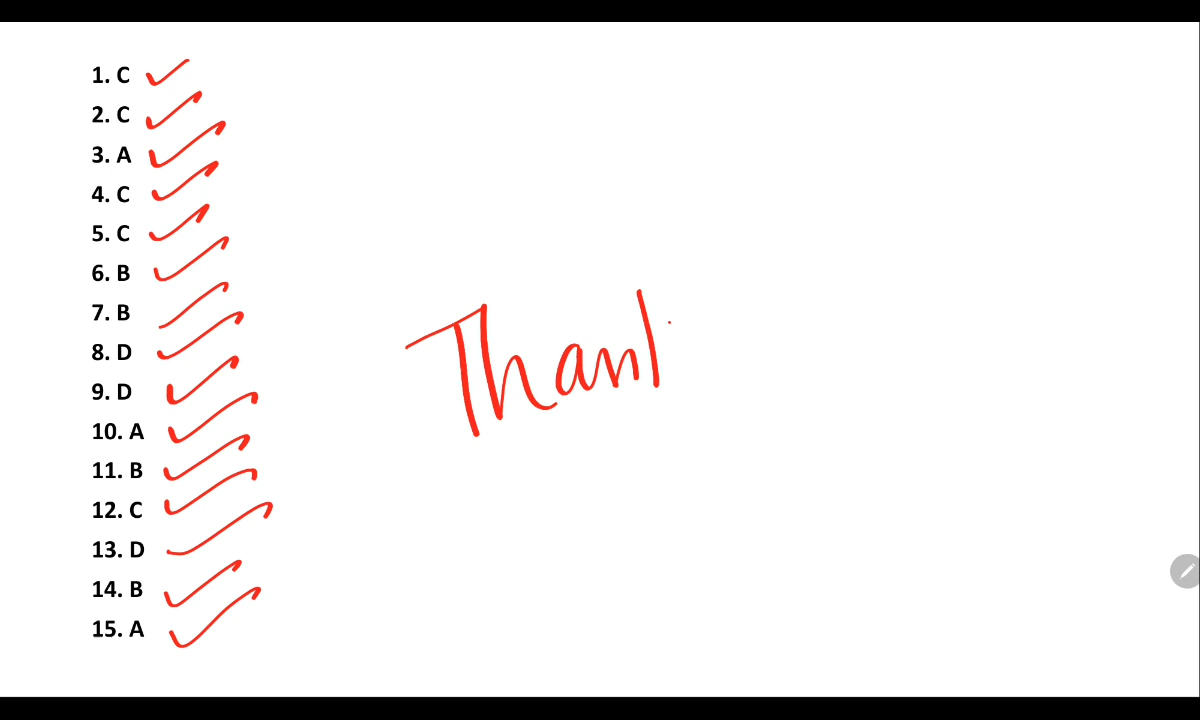 1. C
2. C
3. A
4. C
5. C
6. B
7. B
8. D
9. D
10. A
11. B
12. C
13. D
14. B
15. A
Thanl